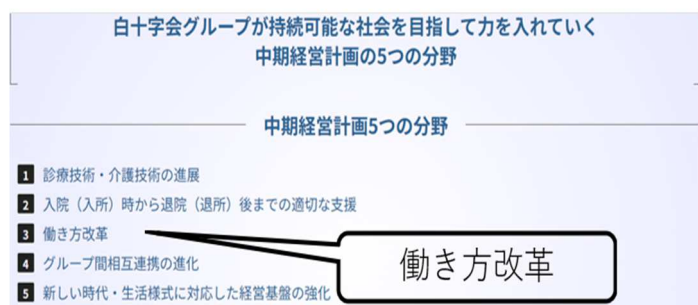 白十字会グループが持続可能な社会を目指して力を入れていく
中期経営計画の5つの分野
中期経営計画5つの分野
1 診療技術・介護技術の進展
2 入院（入所）時から退院（退所）後までの適切な支援
3 働き方改革
働き方改革
4 グループ間相互連携の進化
5 新しい時代・生活様式に対応した経営基盤の強化